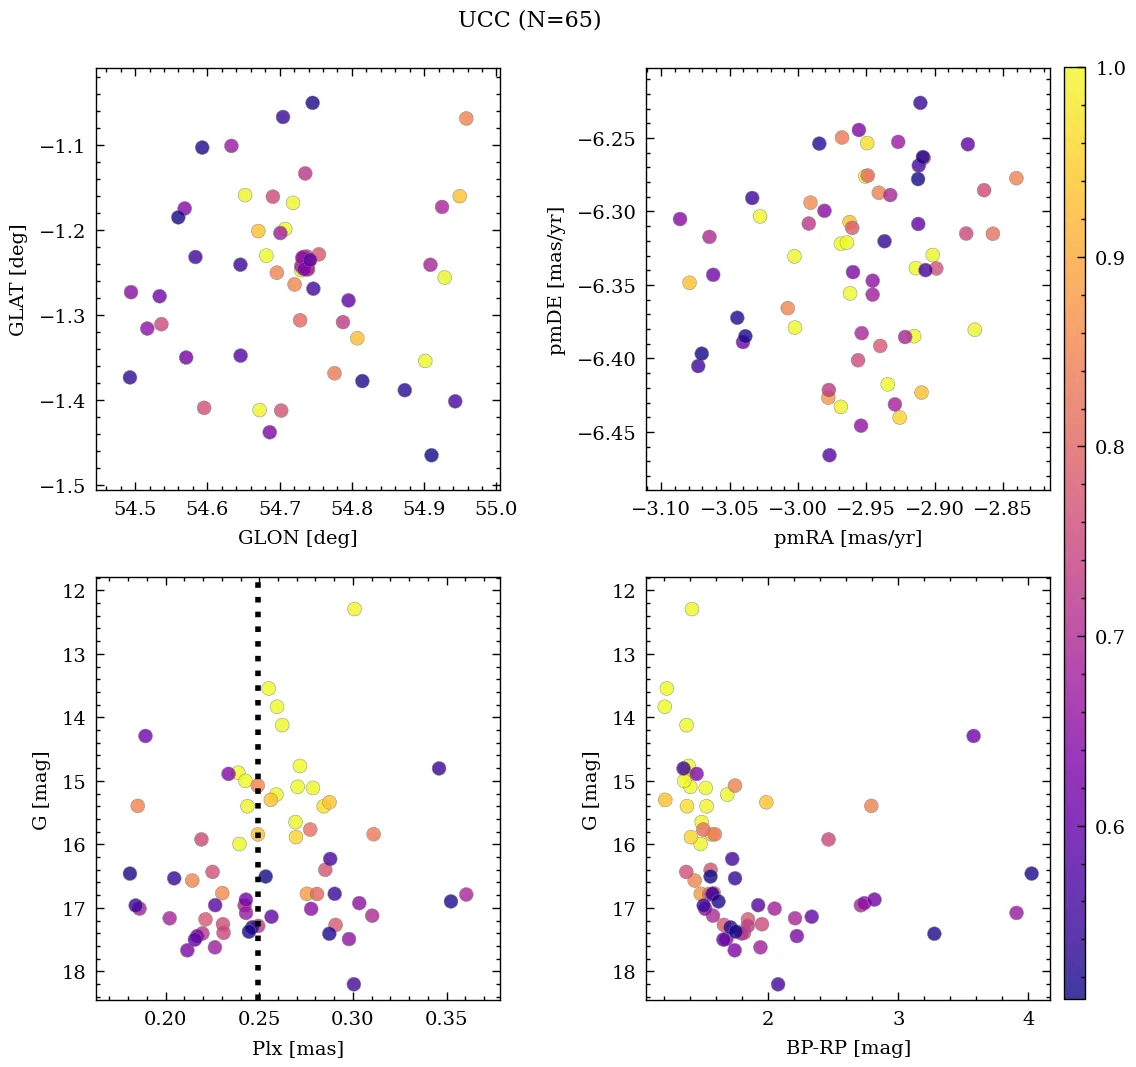 UCC (N=65)
−1.1
−1.2
−1.3
−1.4
−1.5
GLAT [deg]
54.5 54.6 54.7 54.8 54.9 55.0
GLON [deg]
−6.25
−6.30
−6.35
−6.40
−6.45
pmDE [mas/yr]
−3.10 −3.05 −3.00 −2.95 −2.90 −2.85
pmRA [mas/yr]
12
13
14
15
16
17
18
G [mag]
0.20 0.25 0.30 0.35
Plx [mas]
12
13
14
15
16
17
18
G [mag]
2 3 4
BP-RP [mag]
1.0
0.9
0.8
0.7
0.6